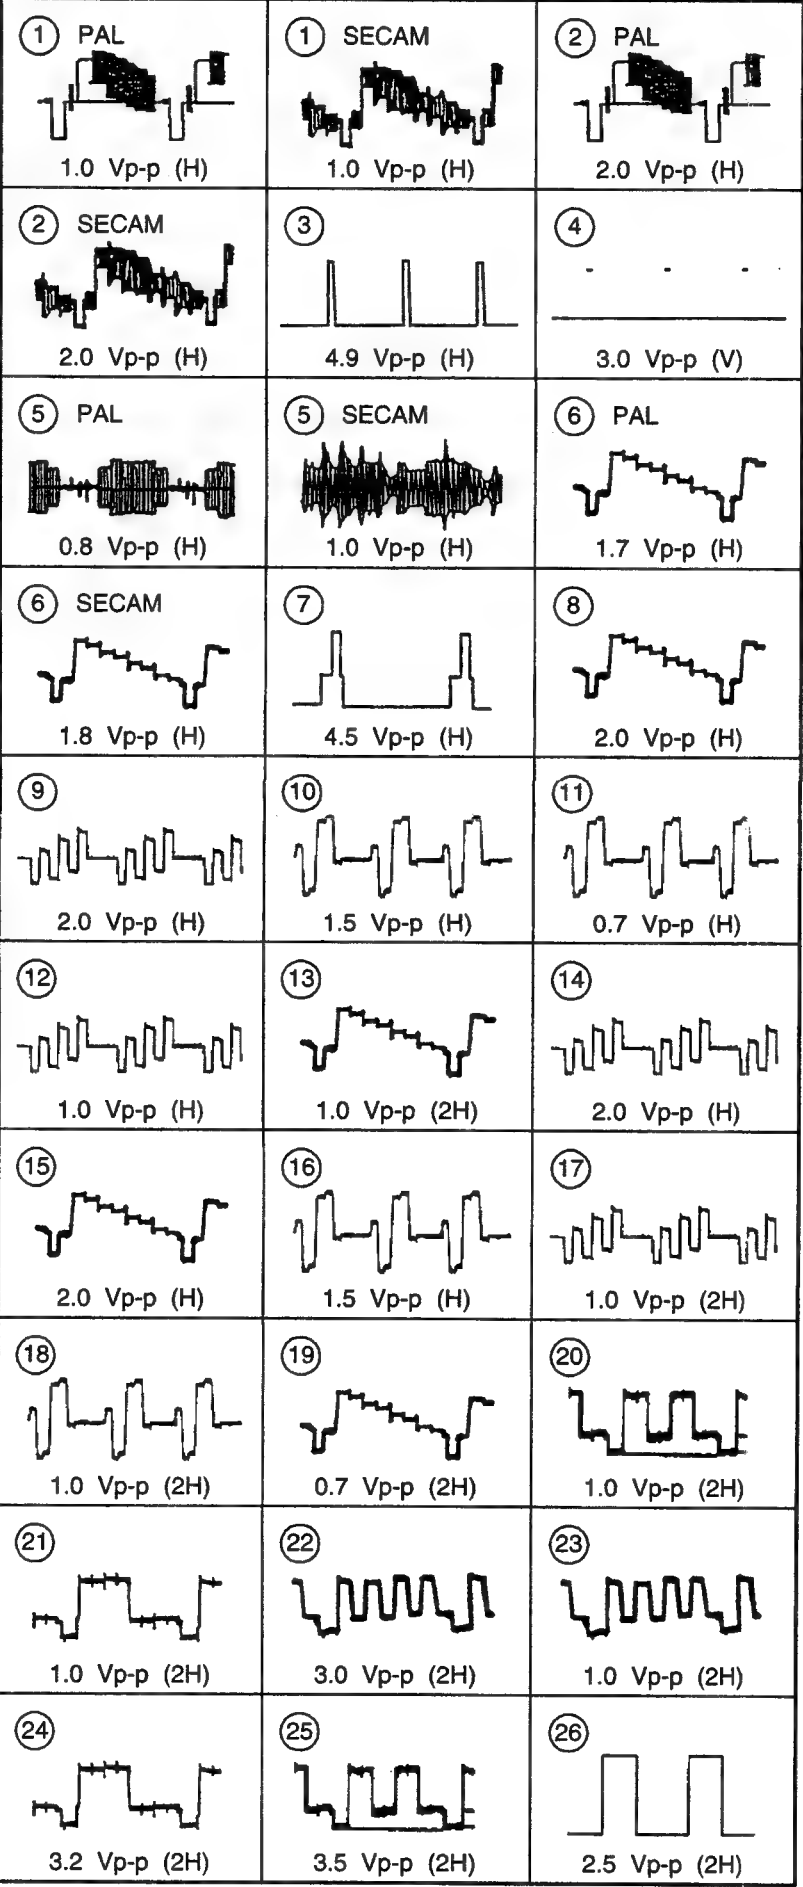 ① PAL
1.0 Vp-p (H)
① SECAM
1.0 Vp-p (H)
② PAL
2.0 Vp-p (H)
② SECAM
2.0 Vp-p (H)
③
4.9 Vp-p (H)
④
3.0 Vp-p (V)
⑤ PAL
0.8 Vp-p (H)
⑤ SECAM
1.0 Vp-p (H)
⑥ PAL
1.7 Vp-p (H)
⑥ SECAM
1.8 Vp-p (H)
⑦
4.5 Vp-p (H)
⑧
2.0 Vp-p (H)
⑨
2.0 Vp-p (H)
⑩
1.5 Vp-p (H)
⑪
0.7 Vp-p (H)
⑫
1.0 Vp-p (H)
⑬
1.0 Vp-p (2H)
⑭
2.0 Vp-p (H)
⑮
2.0 Vp-p (H)
⑯
1.5 Vp-p (H)
⑰
1.0 Vp-p (2H)
⑱
1.0 Vp-p (2H)
⑲
0.7 Vp-p (2H)
⑳
1.0 Vp-p (2H)
㉑
1.0 Vp-p (2H)
㉒
3.0 Vp-p (2H)
㉓
1.0 Vp-p (2H)
㉔
3.2 Vp-p (2H)
㉕
3.5 Vp-p (2H)
㉖
2.5 Vp-p (2H)